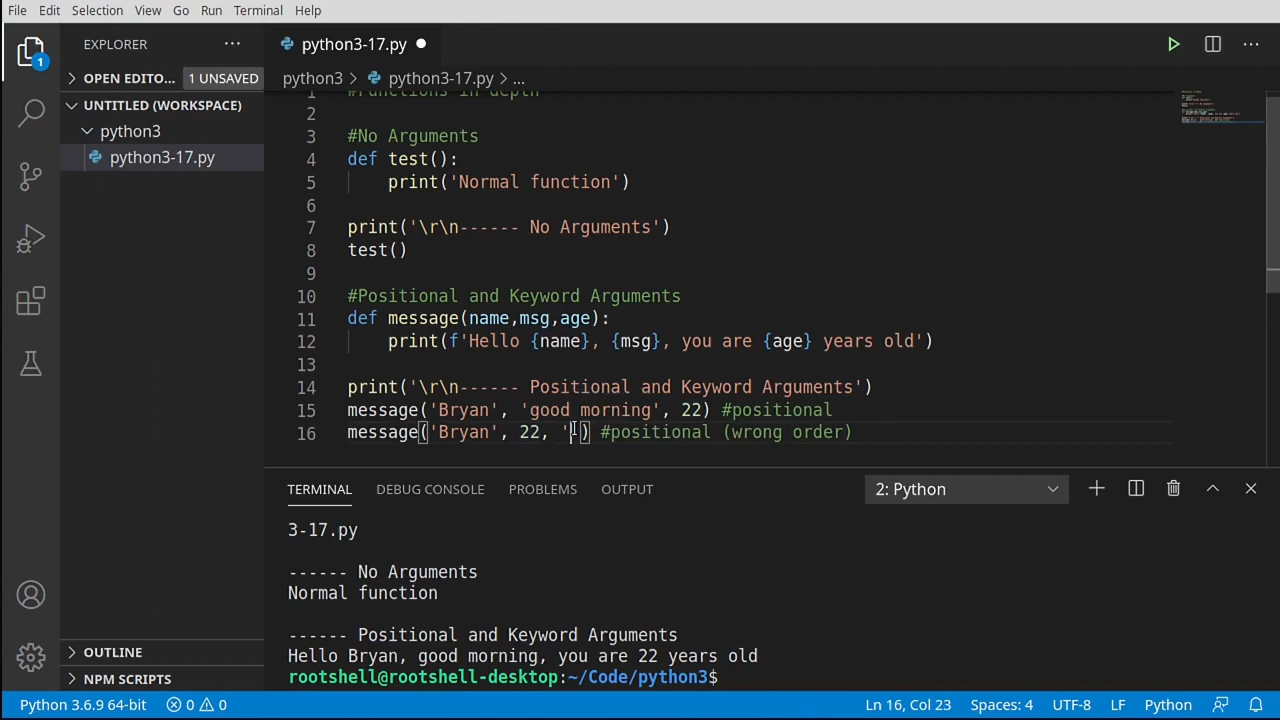 File Edit Selection View Go Run Terminal Help
EXPLORER ···
python3-17.py
1
OPEN EDITO... 1 UNSAVED
python3 > python3-17.py > ...
UNTITLED (WORKSPACE)
python3
python3-17.py
1 #Functions in depth
2
3 #No Arguments
4 def test():
5 print('Normal function')
6
7 print('\r\n------ No Arguments')
8 test()
9
10 #Positional and Keyword Arguments
11 def message(name,msg,age):
12 print(f'Hello {name}, {msg}, you are {age} years old')
13
14 print('\r\n------ Positional and Keyword Arguments')
15 message('Bryan', 'good morning', 22) #positional
16 message('Bryan', 22, '') #positional (wrong order)
TERMINAL DEBUG CONSOLE PROBLEMS OUTPUT 2: Python
3-17.py
------ No Arguments
Normal function
------ Positional and Keyword Arguments
Hello Bryan, good morning, you are 22 years old
rootshell@rootshell-desktop:~/Code/python3$
OUTLINE
NPM SCRIPTS
Python 3.6.9 64-bit 0 0 Ln 16, Col 23 Spaces: 4 UTF-8 LF Python